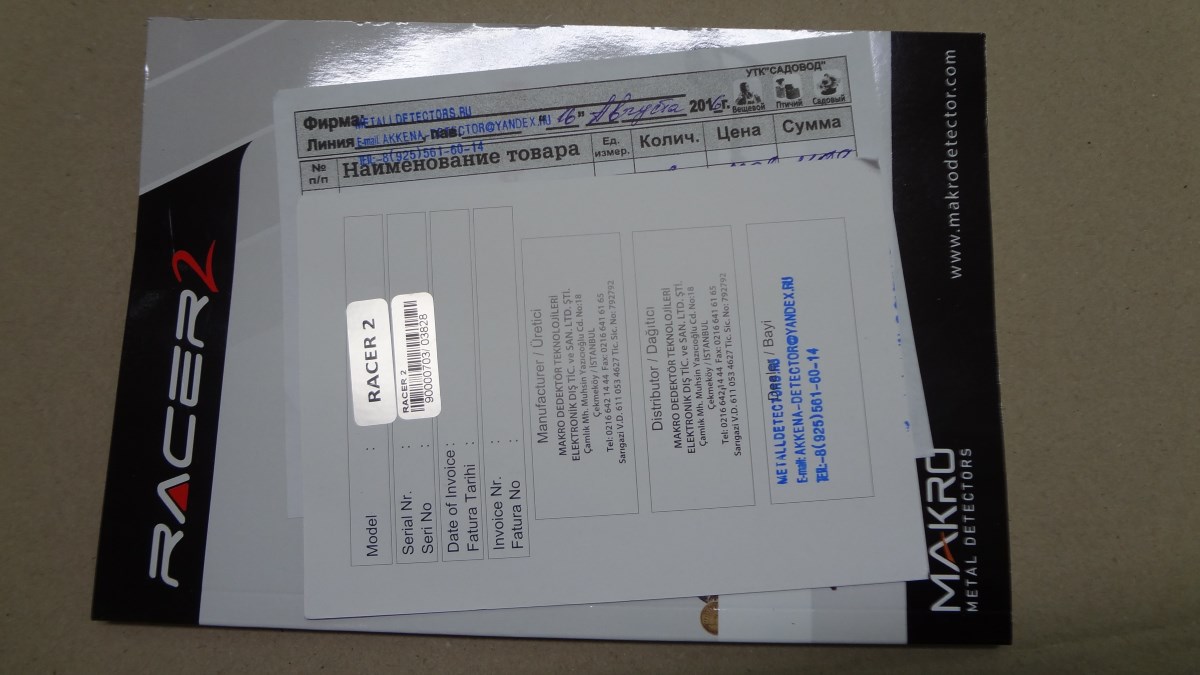 RACER2
www.makrodetector.com
MAKRO
METAL DETECTORS
УТК"САДОВОД"
Вещевой Птичий Садовый
Фирма:
METALLDETECTORS.RU
"16" Августа 2016г.
Линия
E-mail: AKKENA-DETECTOR@YANDEX.RU
пав.
TEL:-8(925)561-60-14
№ п/п Наименование товара Ед. измер. Колич. Цена Сумма
Model : RACER 2
Serial Nr. :
Seri No :
RACER 2
90000703/03828
Date of Invoice :
Fatura Tarihi :
Invoice Nr. :
Fatura No :
Manufacturer / Üretici
MAKRO DEDEKTÖR TEKNOLOJİLERİ
ELEKTRONİK DIŞ TİC. ve SAN. LTD. ŞTİ.
Çamlık Mh. Muhsin Yazıcıoğlu Cd. No:18
Çekmeköy / İSTANBUL
Tel: 0216 642 14 44 Fax: 0216 641 61 65
Sarıgazi V.D. 611 053 4627 Tic. Sic. No: 792792
Distributor / Dağıtıcı
MAKRO DEDEKTÖR TEKNOLOJİLERİ
ELEKTRONİK DIŞ TİC. ve SAN. LTD. ŞTİ.
Çamlık Mh. Muhsin Yazıcıoğlu Cd. No:18
Çekmeköy / İSTANBUL
Tel: 0216 642 14 44 Fax: 0216 641 61 65
Sarıgazi V.D. 611 053 4627 Tic. Sic. No: 792792
Dealer / Bayi
METALLDETECTORS.RU
E-mail: AKKENA-DETECTOR@YANDEX.RU
TEL:-8(925)561-60-14